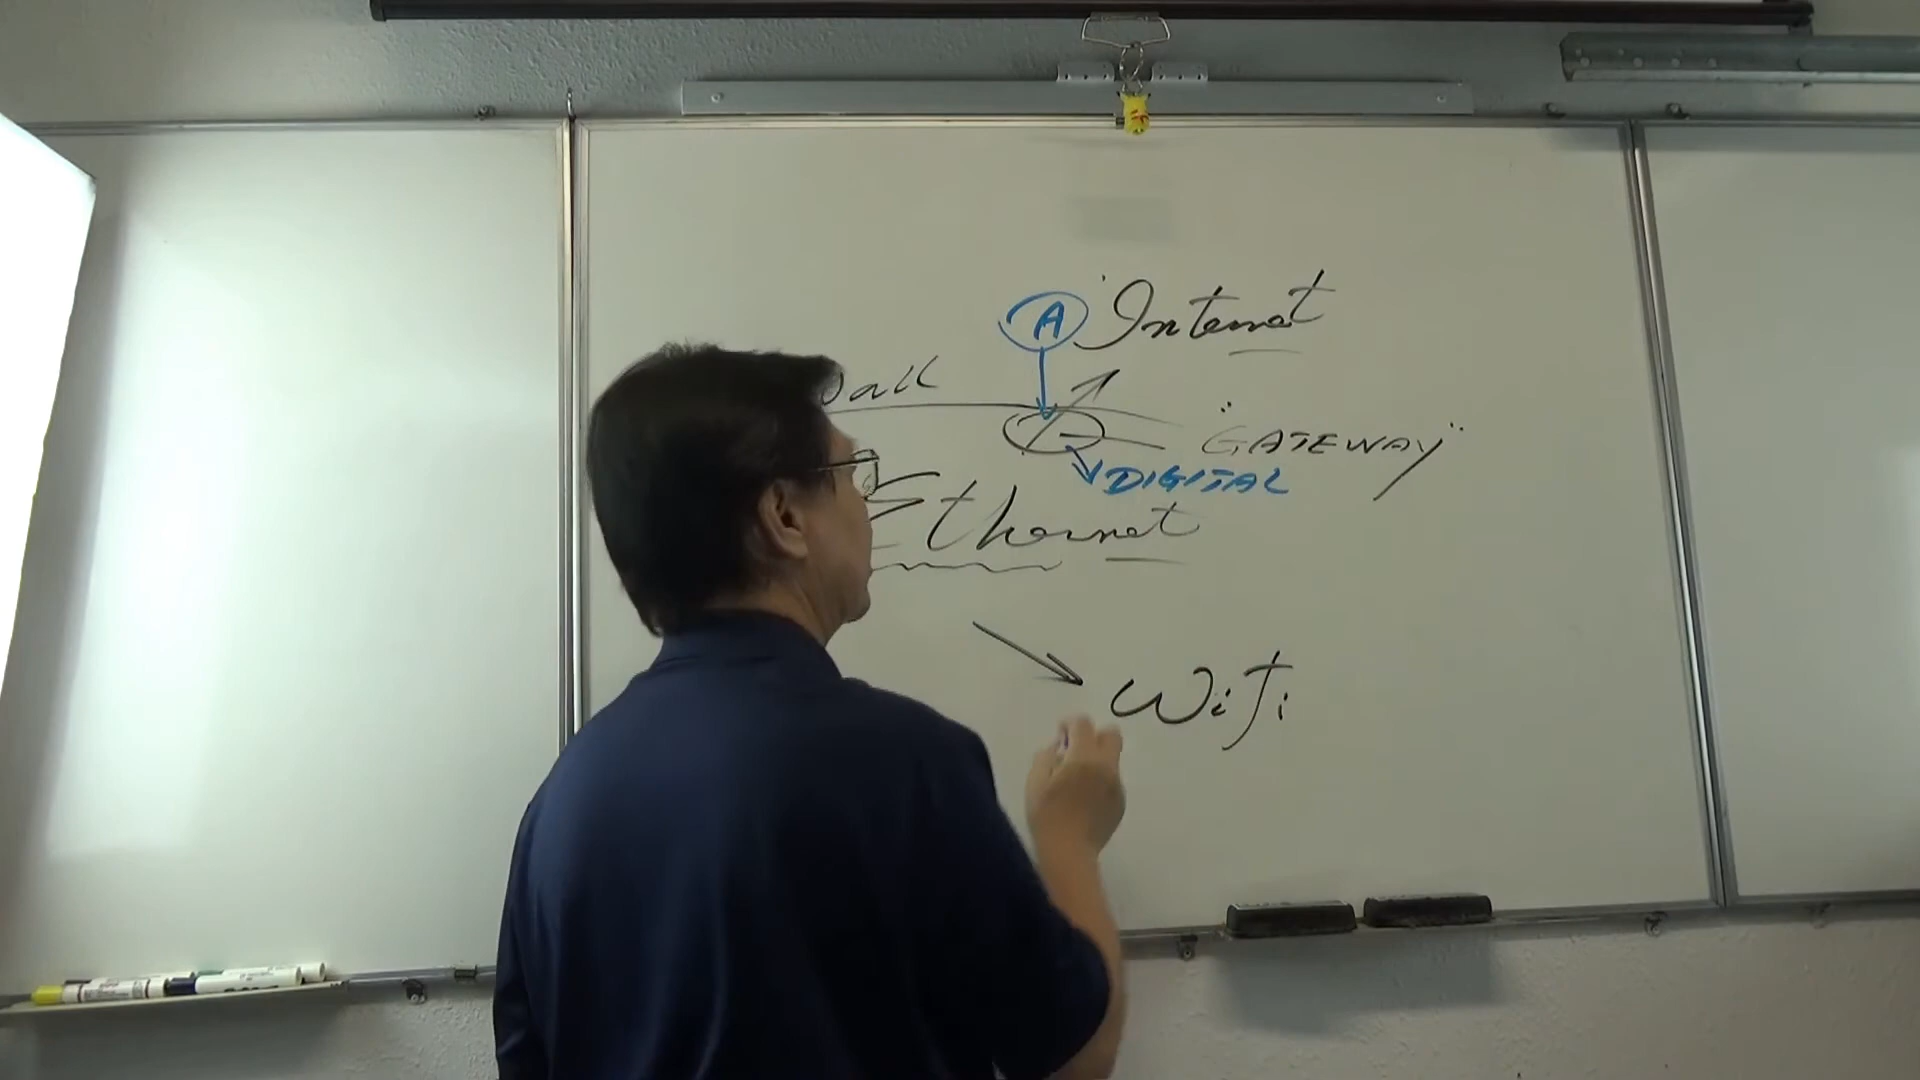 A Internet
"GATEWAY"
DIGITAL
Ethernet
WiFi